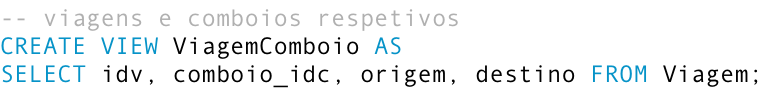 -- viagens e comboios respetivos
CREATE VIEW ViagemComboio AS
SELECT idv, comboio_idc, origem, destino FROM Viagem;